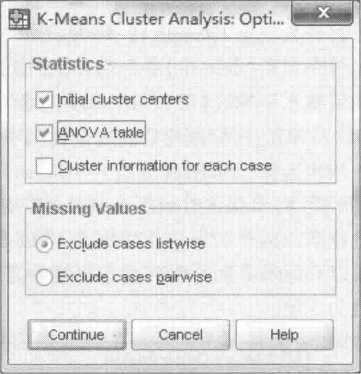 K-Means Cluster Analysis: Opti...
Statistics
Initial cluster centers
ANOVA table
Cluster information for each case
Missing Values
Exclude cases listwise
Exclude cases pairwise
Continue Cancel Help